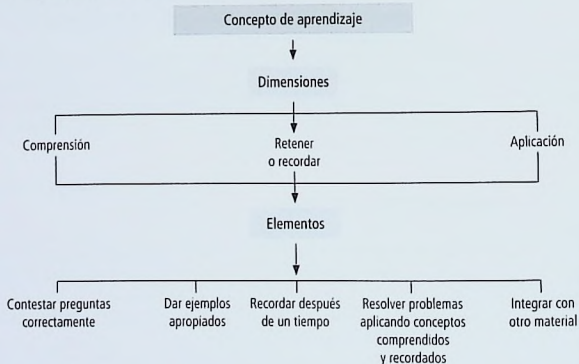 Concepto de aprendizaje
Dimensiones
Comprensión
Retener
o recordar
Aplicación
Elementos
Contestar preguntas
correctamente
Dar ejemplos
apropiados
Recordar después
de un tiempo
Resolver problemas
aplicando conceptos
comprendidos
y recordados
Integrar con
otro material